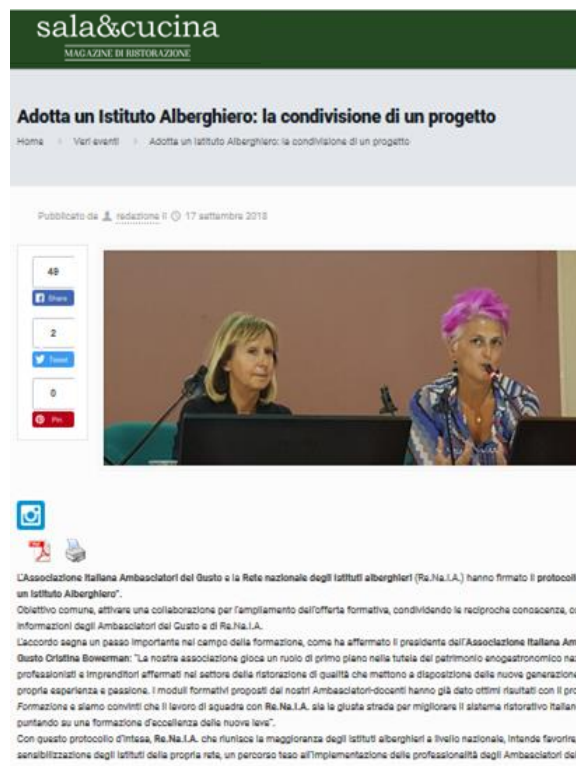 sala&cucina
MAGAZINE DI RISTORAZIONE
Adotta un Istituto Alberghiero: la condivisione di un progetto
Home > Veri eventi > Adotta un Istituto Alberghiero: la condivisione di un progetto
Pubblicato da redazione il 17 settembre 2018
49
Share
2
Tweet
0
Pin
L'Associazione Italiana Ambasciatori del Gusto e la Rete nazionale degli istituti alberghieri (Re.Na.I.A.) hanno firmato il protocoll
un Istituto Alberghiero".
Obiettivo comune, attivare una collaborazione per l'ampliamento dell'offerta formativa, condividendo le reciproche conoscenze, c
informazioni degli Ambasciatori del Gusto e di Re.Na.I.A.
L'accordo segna un passo importante nel campo della formazione, come ha affermato il presidente dell'Associazione Italiana Am
Gusto Cristina Bowerman: "La nostra associazione gioca un ruolo di primo piano nella tutela del patrimonio enogastronomico na
professionisti e imprenditori affermati nel settore della ristorazione di qualità che mettono a disposizione delle nuove generazione
propria esperienza e passione. I moduli formativi proposti dai nostri Ambasciatori-docenti hanno già dato ottimi risultati con il pro
Formazione e siamo convinti che il lavoro di squadra con Re.Na.I.A. sia la giusta strada per migliorare il sistema ristorativo italian
puntando su una formazione d'eccellenza delle nuove leve".
Con questo protocollo d'intesa, Re.Na.I.A. che riunisce la maggioranza degli istituti alberghieri a livello nazionale, intende favorire
sensibilizzazione degli istituti della propria rete, un percorso teso all'implementazione delle professionalità degli Ambasciatori de